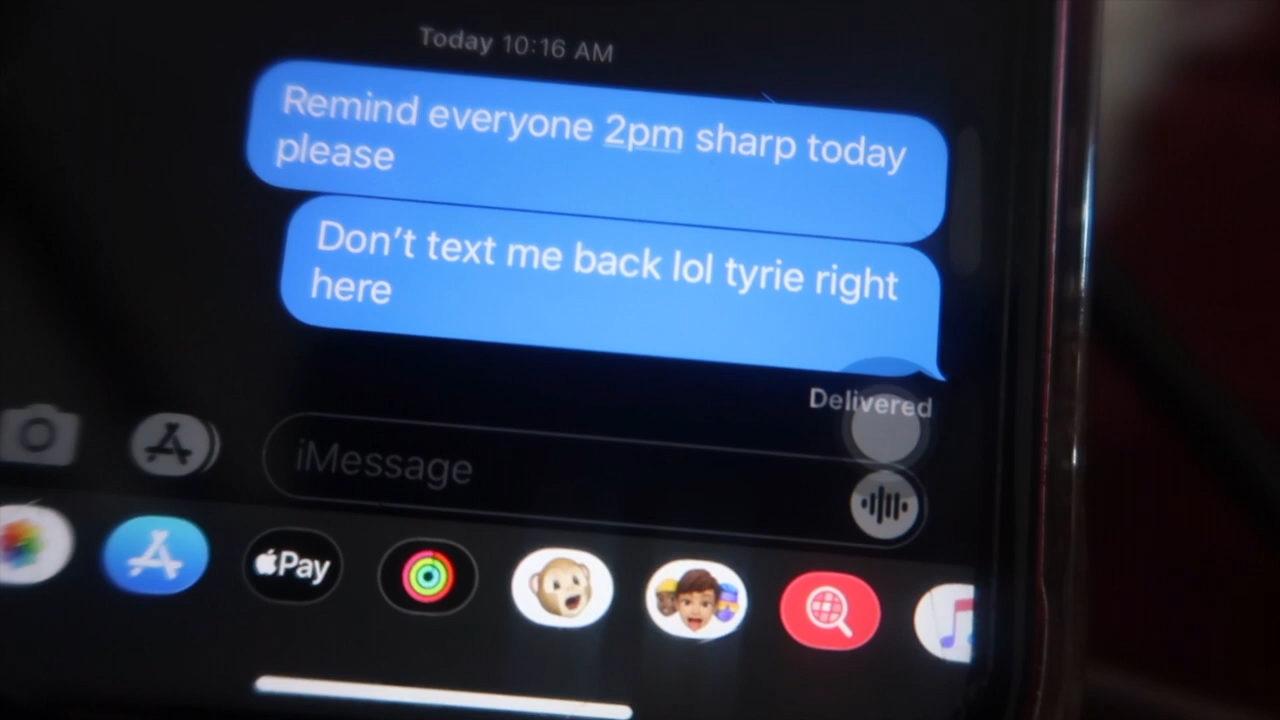 Today 10:16 AM
Remind everyone 2pm sharp today
please
Don’t text me back lol tyrie right
here
Delivered
iMessage
Pay